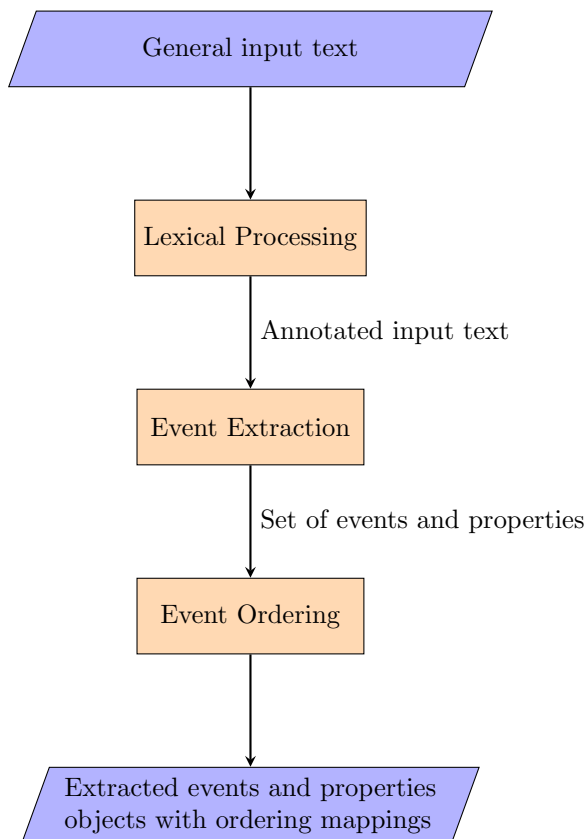 General input text
Lexical Processing
Annotated input text
Event Extraction
Set of events and properties
Event Ordering
Extracted events and properties
objects with ordering mappings